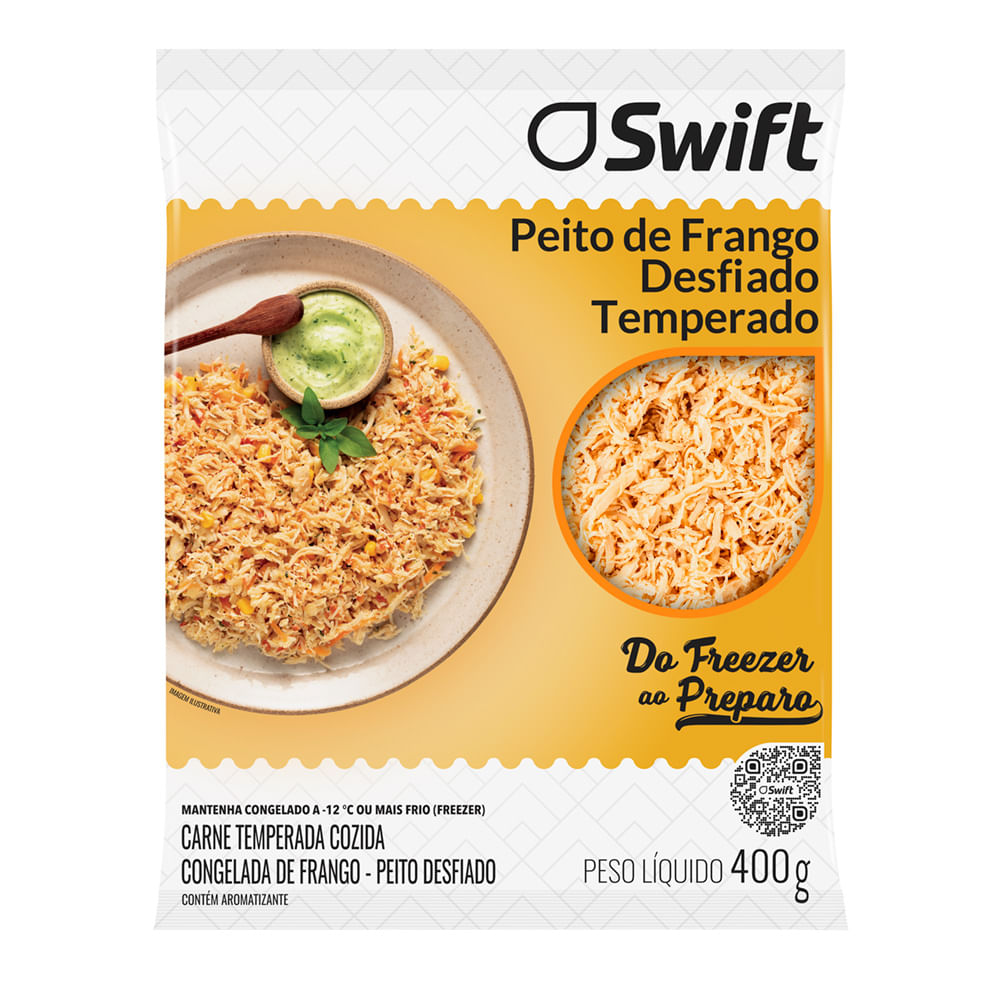 Swift
Peito de Frango
Desfiado
Temperado
IMAGEM ILUSTRATIVA
Do Freezer
ao Preparo
Swift
MANTENHA CONGELADO A -12 °C OU MAIS FRIO (FREEZER)
CARNE TEMPERADA COZIDA
CONGELADA DE FRANGO - PEITO DESFIADO
CONTÉM AROMATIZANTE
PESO LÍQUIDO 400g